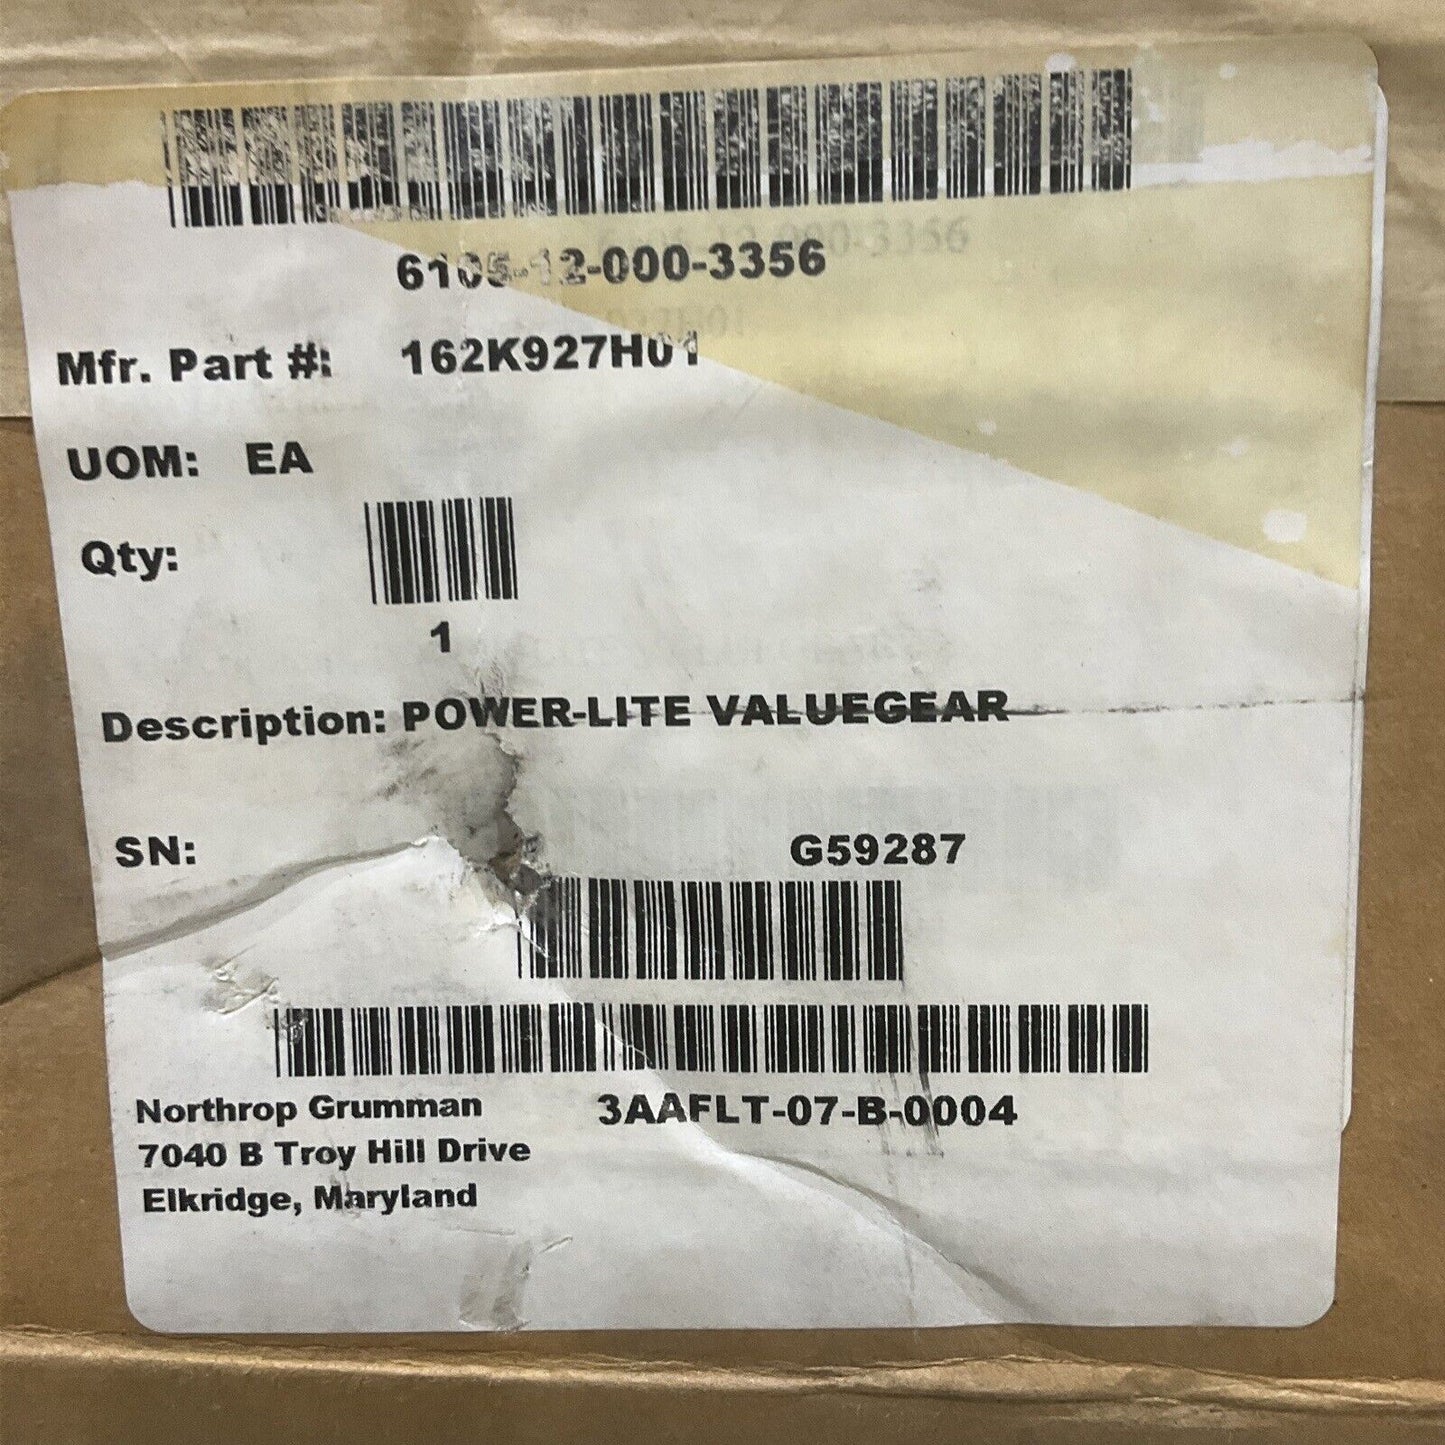 6105-12-000-3356
Mfr. Part #: 162K927H01
UOM: EA
Qty:
1
Description: POWER-LITE VALUEGEAR
SN: G59287
Northrop Grumman 3AAFLT-07-B-0004
7040 B Troy Hill Drive
Elkridge, Maryland